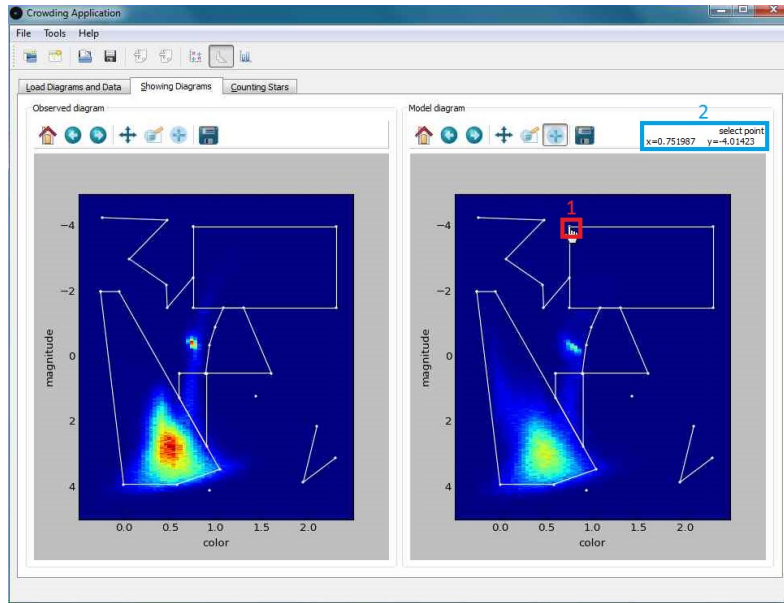 Crowding Application
File Tools Help
Load Diagrams and Data Showing Diagrams Counting Stars
Observed diagram
Model diagram
2
select point
x=0.751987 y=-4.01423
1
−4
−2
0
2
4
magnitude
0.0 0.5 1.0 1.5 2.0
color
−4
−2
0
2
4
magnitude
0.0 0.5 1.0 1.5 2.0
color